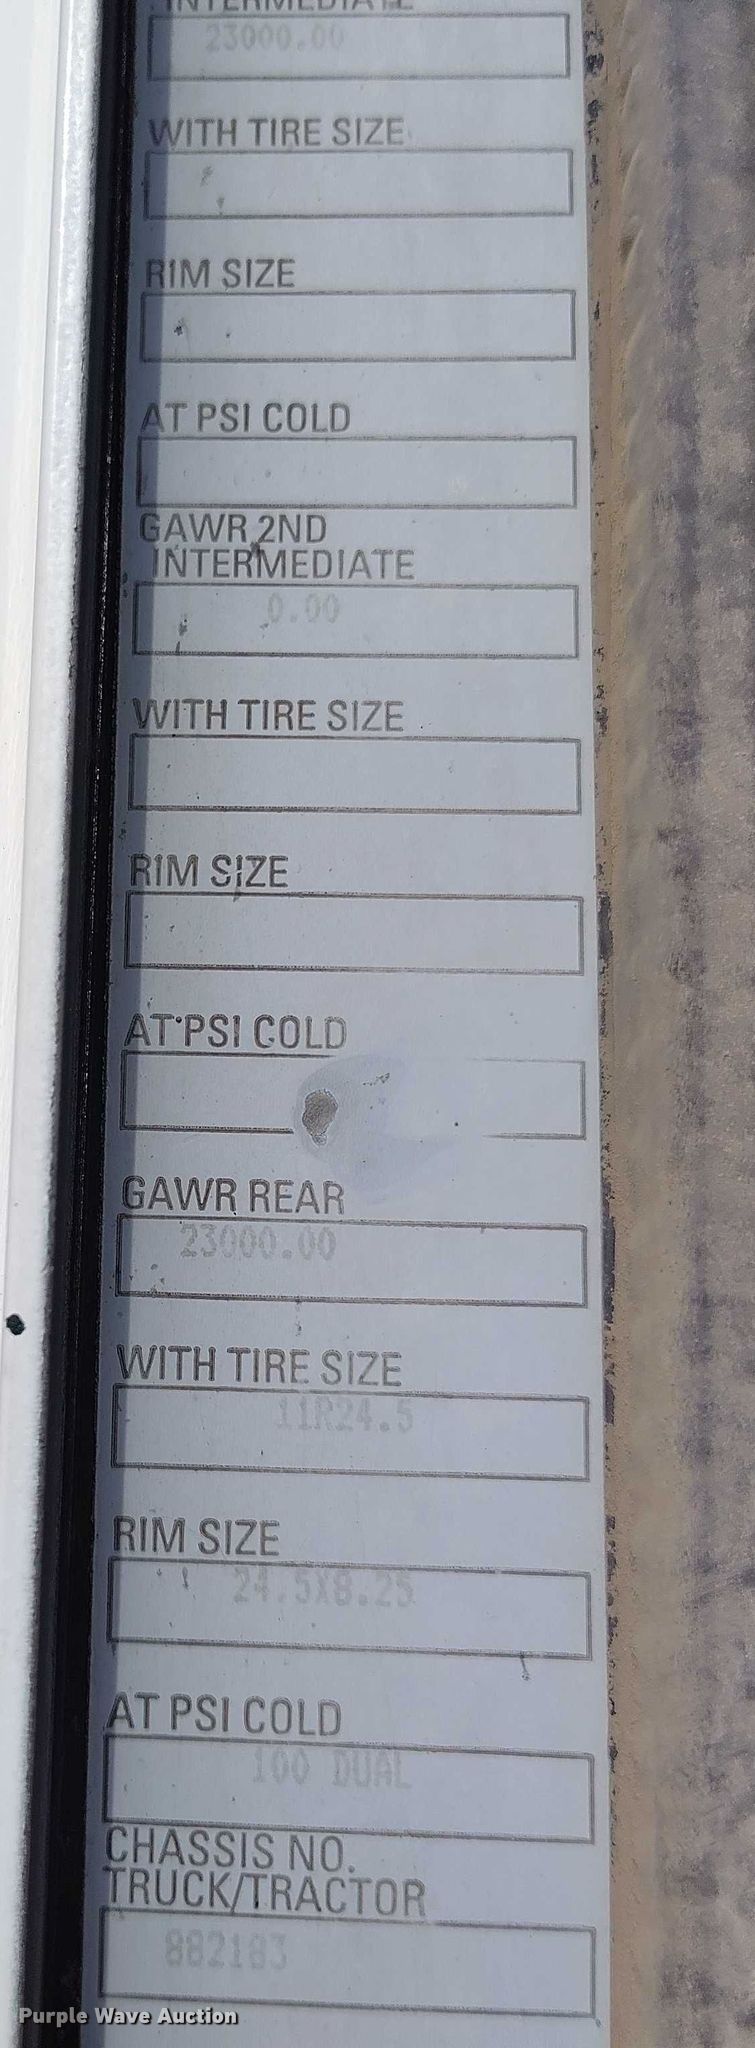 INTERMEDIATE
23000.00
WITH TIRE SIZE
RIM SIZE
AT PSI COLD
GAWR 2ND
INTERMEDIATE
0.00
WITH TIRE SIZE
RIM SIZE
AT PSI COLD
GAWR REAR
23000.00
WITH TIRE SIZE
11R24.5
RIM SIZE
24.5X8.25
AT PSI COLD
100 DUAL
CHASSIS NO.
TRUCK/TRACTOR
882183
Purple Wave Auction